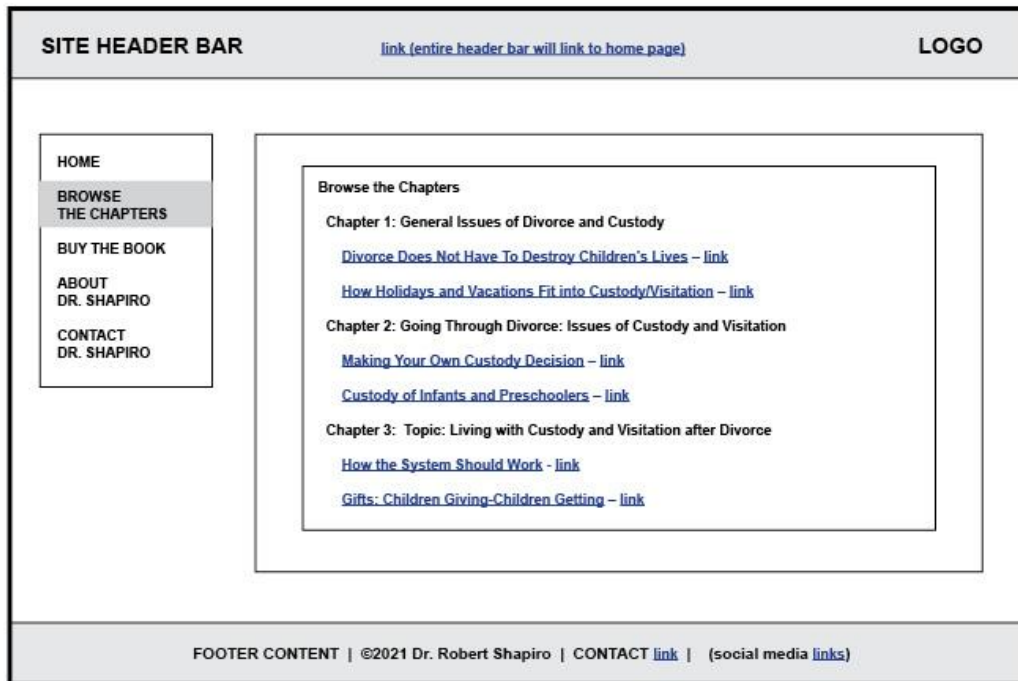 SITE HEADER BAR
link (entire header bar will link to home page)
LOGO
HOME
BROWSE
THE CHAPTERS
BUY THE BOOK
ABOUT
DR. SHAPIRO
CONTACT
DR. SHAPIRO
Browse the Chapters
Chapter 1: General Issues of Divorce and Custody
Divorce Does Not Have To Destroy Children's Lives – link
How Holidays and Vacations Fit into Custody/Visitation – link
Chapter 2: Going Through Divorce: Issues of Custody and Visitation
Making Your Own Custody Decision – link
Custody of Infants and Preschoolers – link
Chapter 3:  Topic: Living with Custody and Visitation after Divorce
How the System Should Work - link
Gifts: Children Giving-Children Getting – link
FOOTER CONTENT | ©2021 Dr. Robert Shapiro | CONTACT link | (social media links)